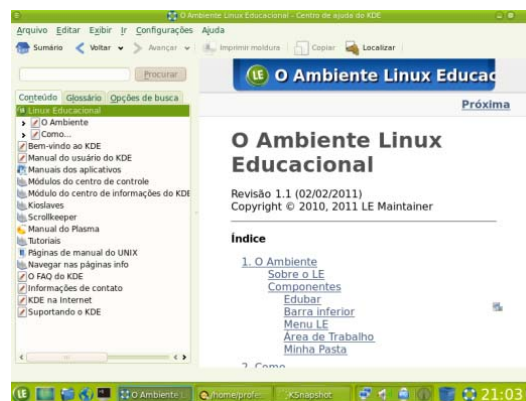 O Ambiente Linux Educacional - Centro de ajuda do KDE
Arquivo Editar Exibir Ir Configurações Ajuda
Sumário Voltar Avançar Imprimir moldura Copiar Localizar
Procurar
Conteúdo Glossário Opções de busca
Linux Educacional
O Ambiente
Como...
Bem-vindo ao KDE
Manual do usuário do KDE
Manuais dos aplicativos
Módulos do centro de controle
Módulo do centro de informações do KDE
Kioslaves
Scrollkeeper
Manual do Plasma
Tutoriais
Páginas de manual do UNIX
Navegar nas páginas info
O FAQ do KDE
Informações de contato
KDE na Internet
Suportando o KDE
LE O Ambiente Linux Educac
Próxima
O Ambiente Linux
Educacional
Revisão 1.1 (02/02/2011)
Copyright © 2010, 2011 LE Maintainer
Índice
1. O Ambiente
Sobre o LE
Componentes
Edubar
Barra inferior
Menu LE
Área de Trabalho
Minha Pasta
2. Como
LE O Ambiente /home/profe KSnapshot 21:03